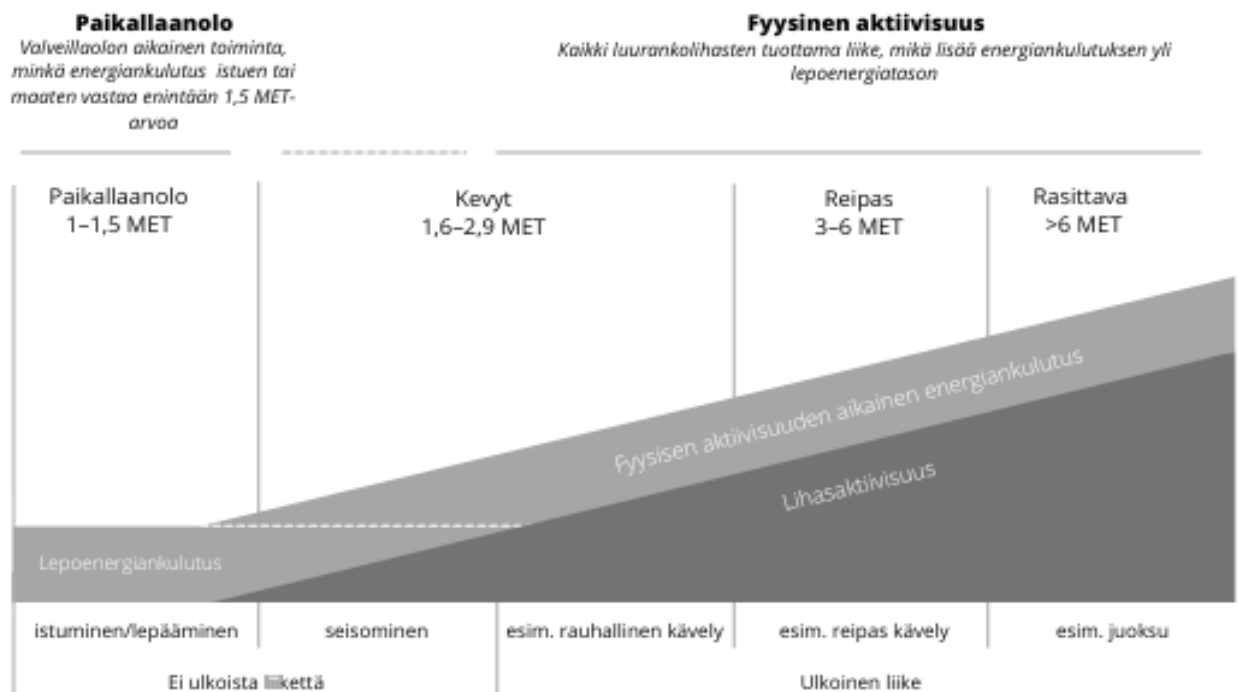 Paikallaanolo
Valveillaolon aikainen toiminta,
minkä energiankulutus istuen tai
maaten vastaa enintään 1,5 MET-
arvoa
Fyysinen aktiivisuus
Kaikki luurankolihasten tuottama liike, mikä lisää energiankulutuksen yli
lepoenergiatason
Paikallaanolo
1–1,5 MET
Kevyt
1,6–2,9 MET
Reipas
3–6 MET
Rasittava
>6 MET
Fyysisen aktiivisuuden aikainen energiankulutus
Lihasaktiivisuus
Lepoenergiankulutus
istuminen/lepääminen
seisominen
esim. rauhallinen kävely
esim. reipas kävely
esim. juoksu
Ei ulkoista liikettä
Ulkoinen liike